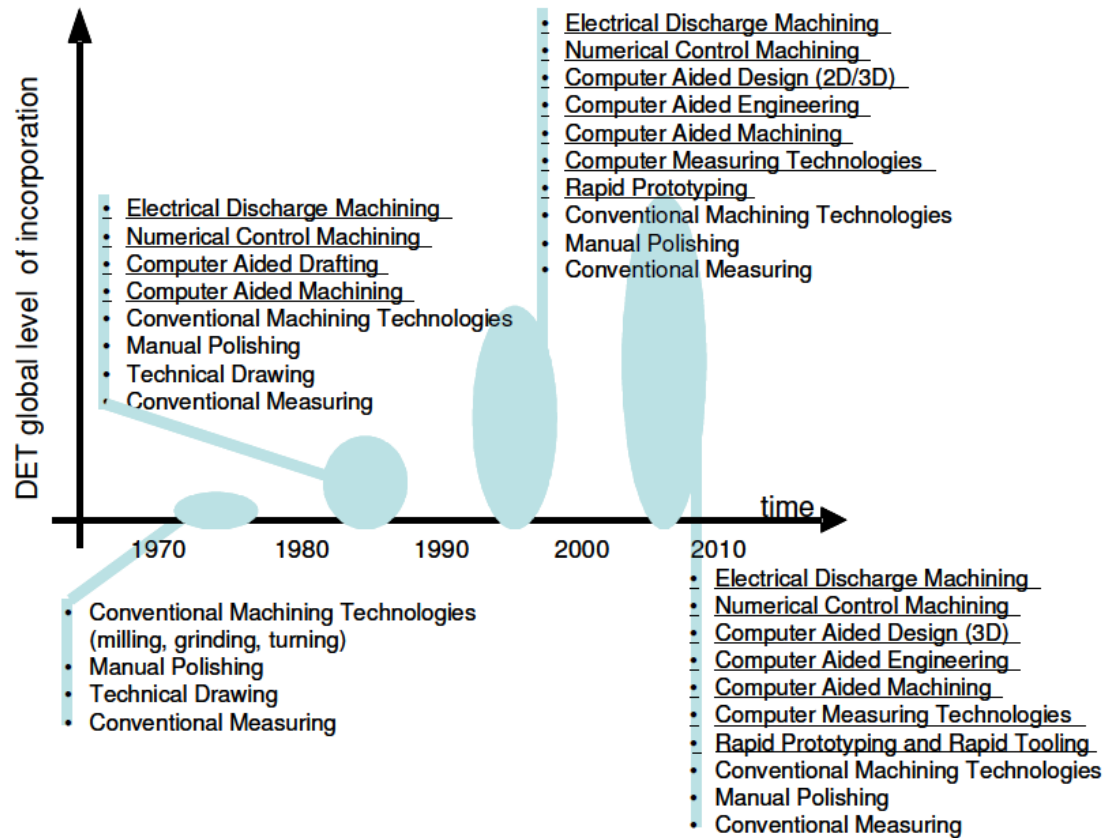 DET global level of incorporation
• Electrical Discharge Machining
• Numerical Control Machining
• Computer Aided Design (2D/3D)
• Computer Aided Engineering
• Computer Aided Machining
• Computer Measuring Technologies
• Rapid Prototyping
• Conventional Machining Technologies
• Manual Polishing
• Conventional Measuring
• Electrical Discharge Machining
• Numerical Control Machining
• Computer Aided Drafting
• Computer Aided Machining
• Conventional Machining Technologies
• Manual Polishing
• Technical Drawing
• Conventional Measuring
time
1970 1980 1990 2000 2010
• Conventional Machining Technologies
(milling, grinding, turning)
• Manual Polishing
• Technical Drawing
• Conventional Measuring
• Electrical Discharge Machining
• Numerical Control Machining
• Computer Aided Design (3D)
• Computer Aided Engineering
• Computer Aided Machining
• Computer Measuring Technologies
• Rapid Prototyping and Rapid Tooling
• Conventional Machining Technologies
• Manual Polishing
• Conventional Measuring